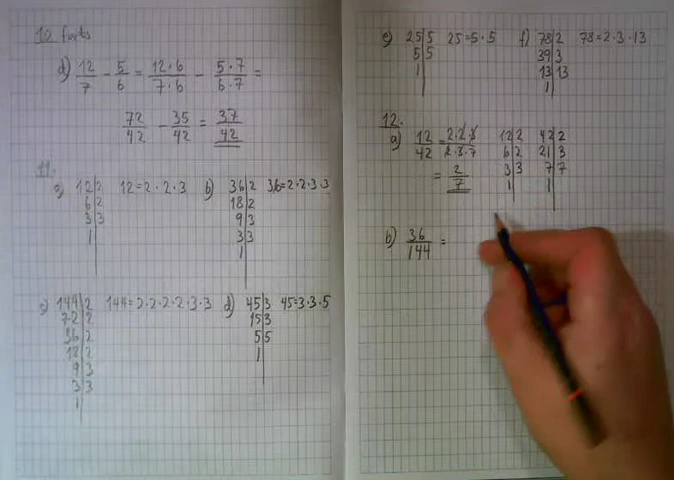 10 forts
d) 12/7 - 5/6 = 12·6/7·6 - 5·7/6·7 =
72/42 - 35/42 = 37/42
11.
a) 12|2 12=2·2·3 b) 36|2 36=2·2·3·3
6|2 18|2
3|3 9|3
1| 3|3
1|
c) 144|2 144=2·2·2·2·3·3 d) 45|3 45=3·3·5
72|2 15|3
36|2 5|5
12|2 1|
9|3
3|3
1|
e) 25|5 25=5·5 f) 78|2 78=2·3·13
5|5 39|3
1| 13|13
1|
12.
a) 12/42 = 2·2·3/2·3·7 12|2 42|2
6|2 21|3
= 2/7 3|3 7|7
1| 1|
b) 36/144 =